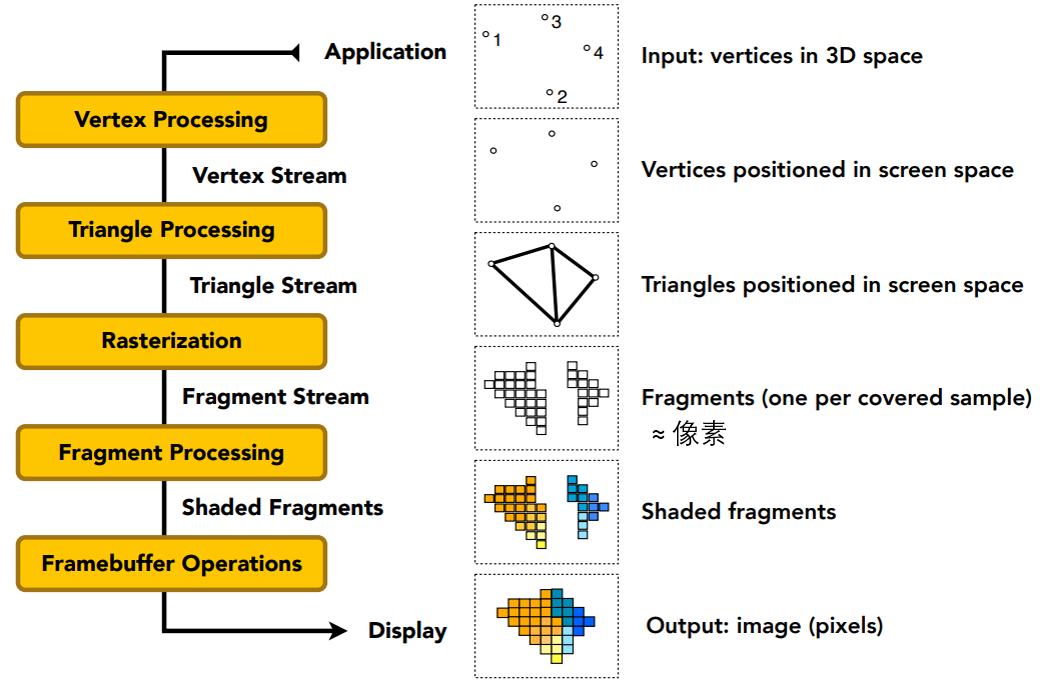 Application
°3
°1
°4
°2
Input: vertices in 3D space
Vertex Processing
Vertex Stream
Vertices positioned in screen space
Triangle Processing
Triangle Stream
Triangles positioned in screen space
Rasterization
Fragment Stream
Fragments (one per covered sample)
≈ 像素
Fragment Processing
Shaded Fragments
Shaded fragments
Framebuffer Operations
Display
Output: image (pixels)